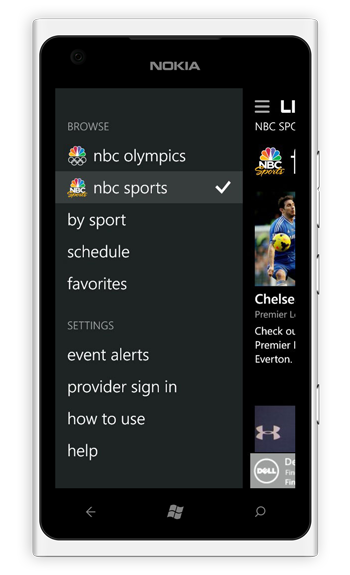 NOKIA
BROWSE
nbc olympics
nbc sports
by sport
schedule
favorites
SETTINGS
event alerts
provider sign in
how to use
help
LI
NBC SPO
Sports
f
Chelse
Premier Le
Check ou
Premier L
Everton.
DELL
De
Fin
Fin